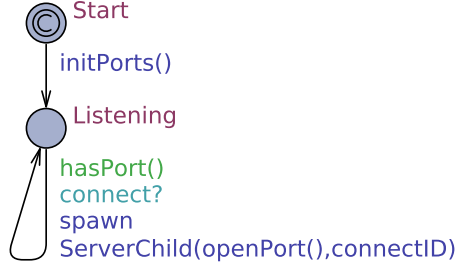 Start
initPorts()
Listening
hasPort()
connect?
spawn
ServerChild(openPort(),connectID)